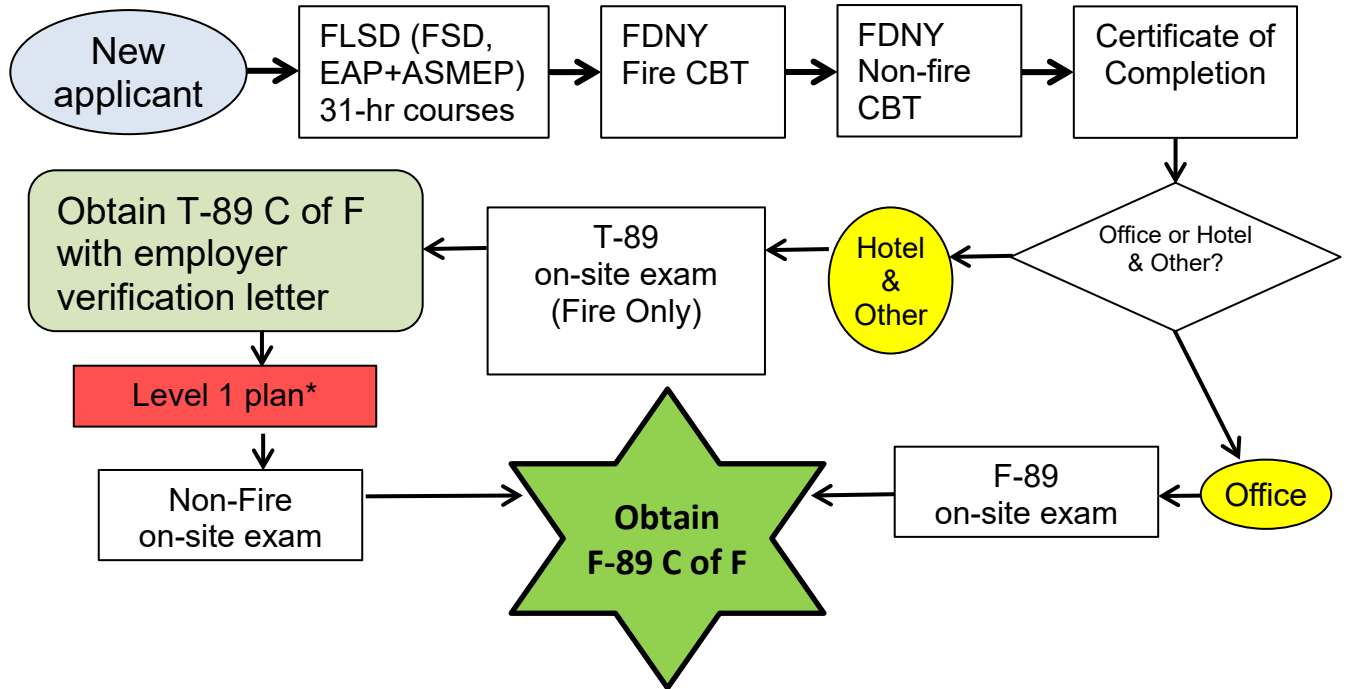 New
applicant
FLSD (FSD,
EAP+ASMEP)
31-hr courses
FDNY
Fire CBT
FDNY
Non-fire
CBT
Certificate of
Completion
Office or Hotel
& Other?
Hotel
&
Other
T-89
on-site exam
(Fire Only)
Obtain T-89 C of F
with employer
verification letter
Level 1 plan*
Non-Fire
on-site exam
Office
F-89
on-site exam
Obtain
F-89 C of F